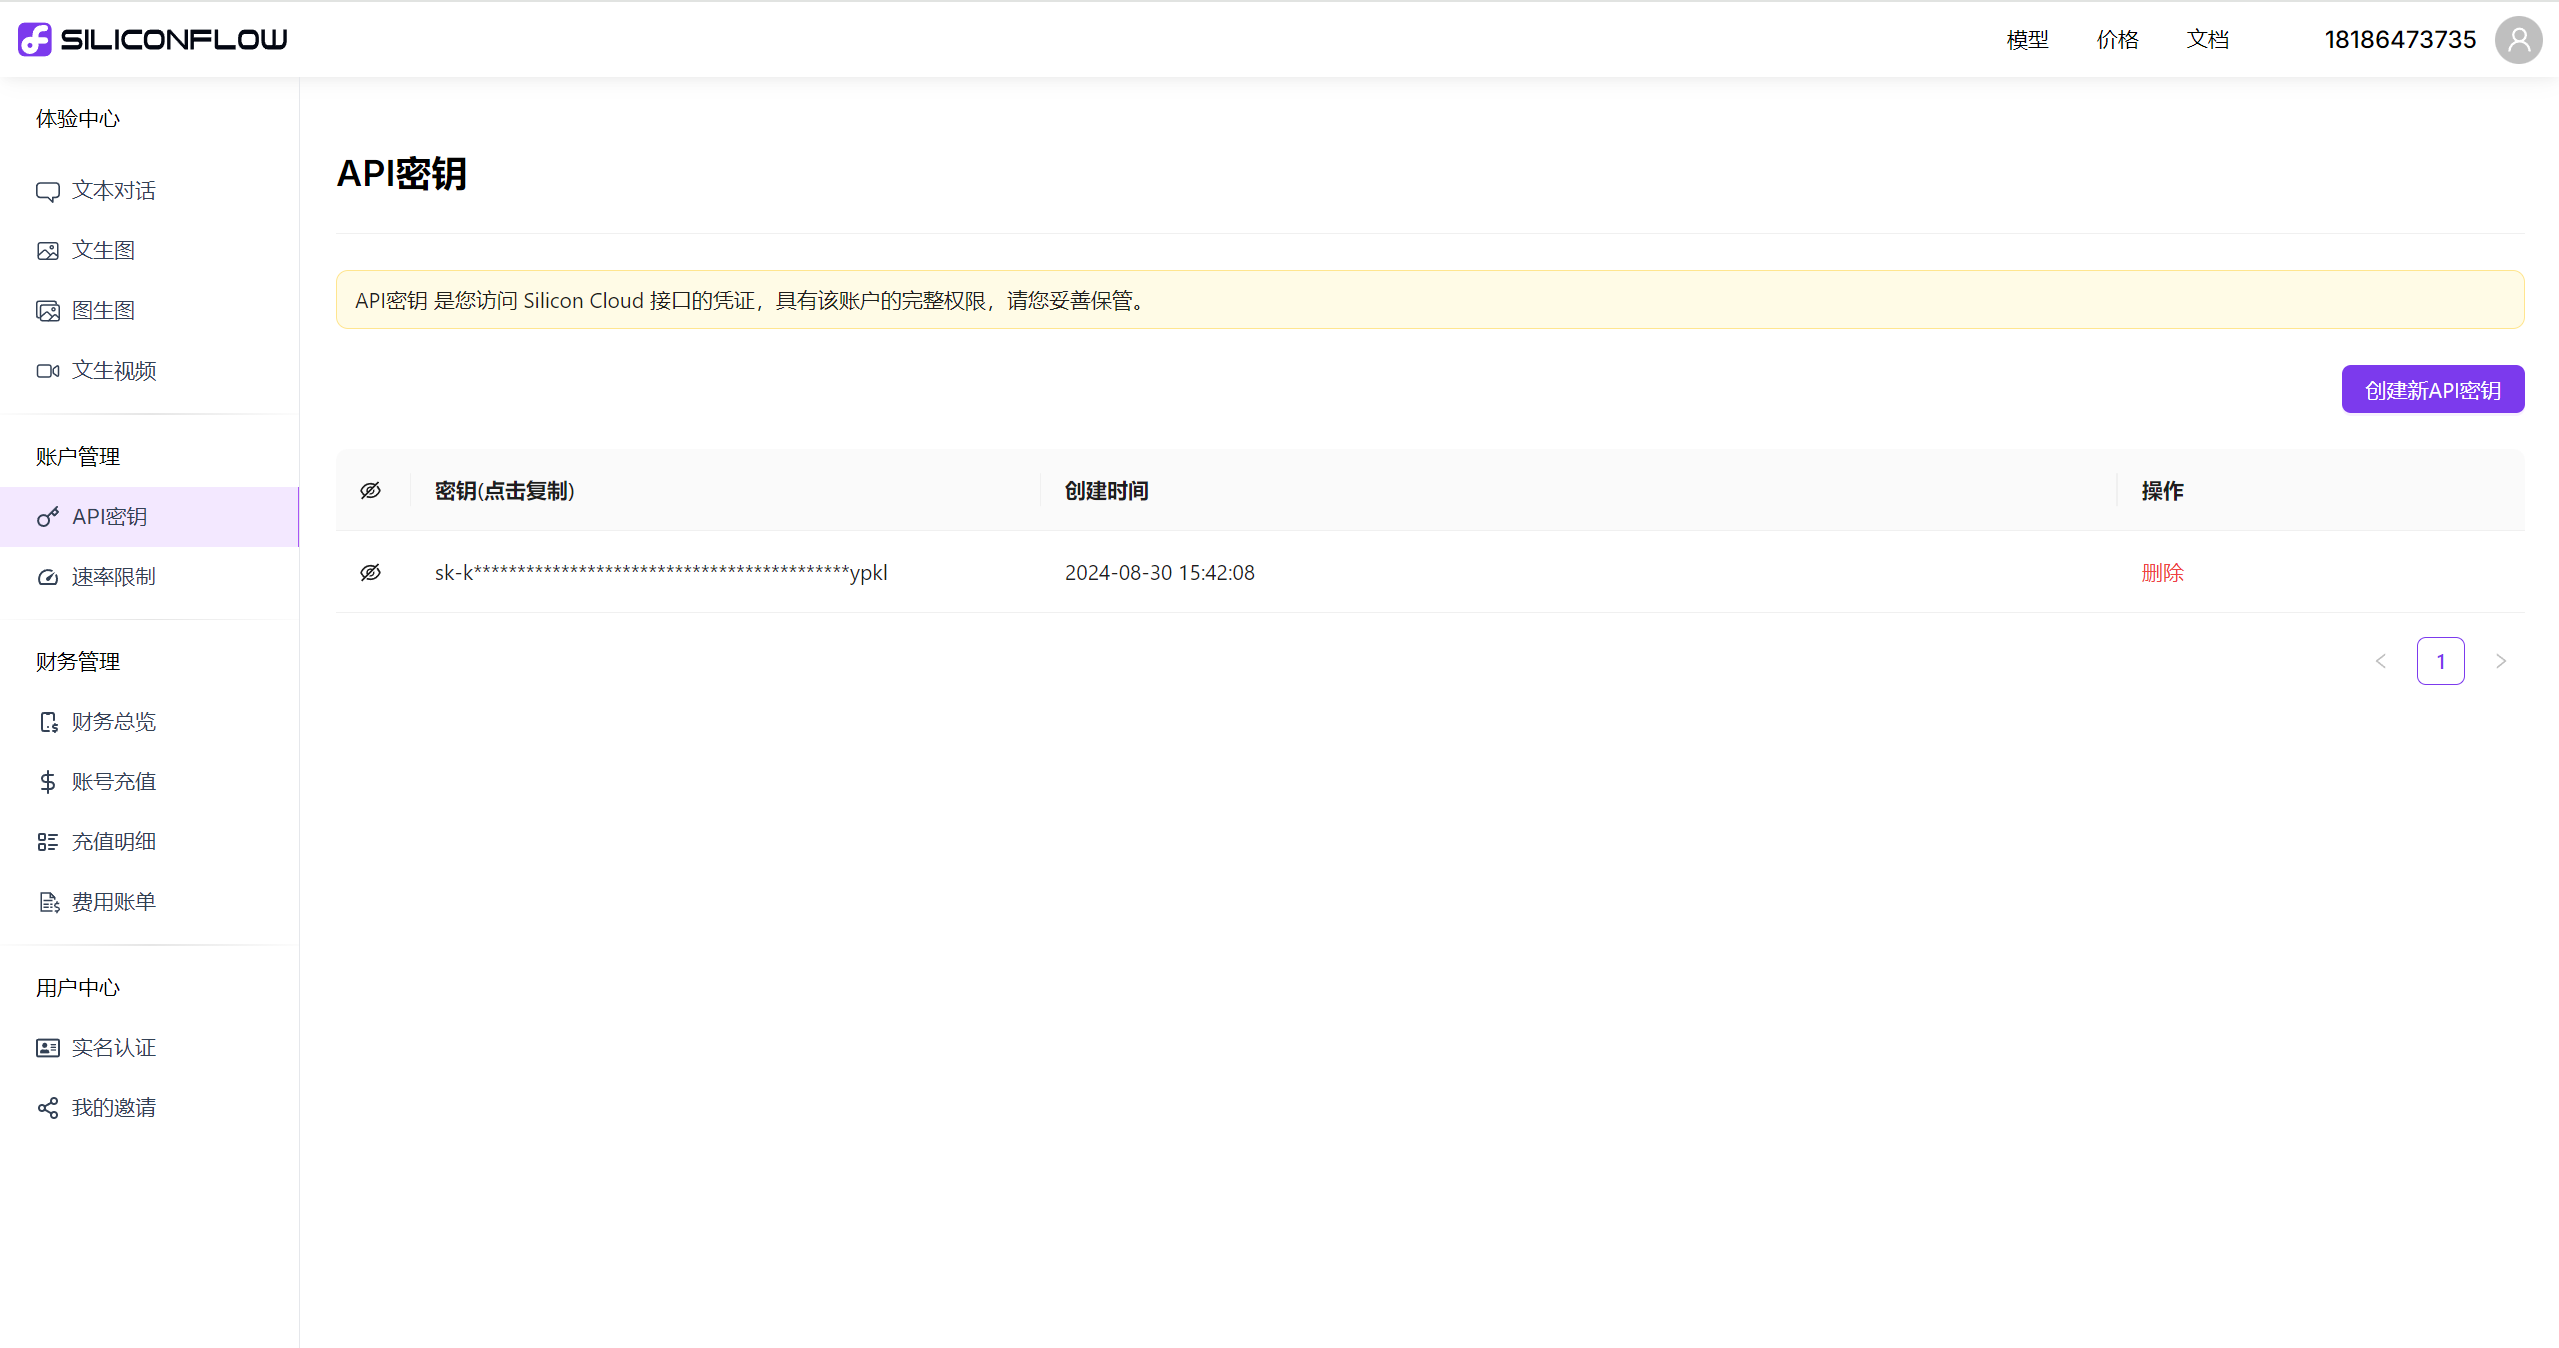 SILICONFLOW
模型 价格 文档 18186473735
体验中心
文本对话
文生图
图生图
文生视频
账户管理
API密钥
速率限制
财务管理
财务总览
账号充值
充值明细
费用账单
用户中心
实名认证
我的邀请
API密钥
API密钥 是您访问 Silicon Cloud 接口的凭证，具有该账户的完整权限，请您妥善保管。
创建新API密钥
密钥(点击复制) 创建时间 操作
sk-k*******************************************ypkl 2024-08-30 15:42:08 删除
< 1 >